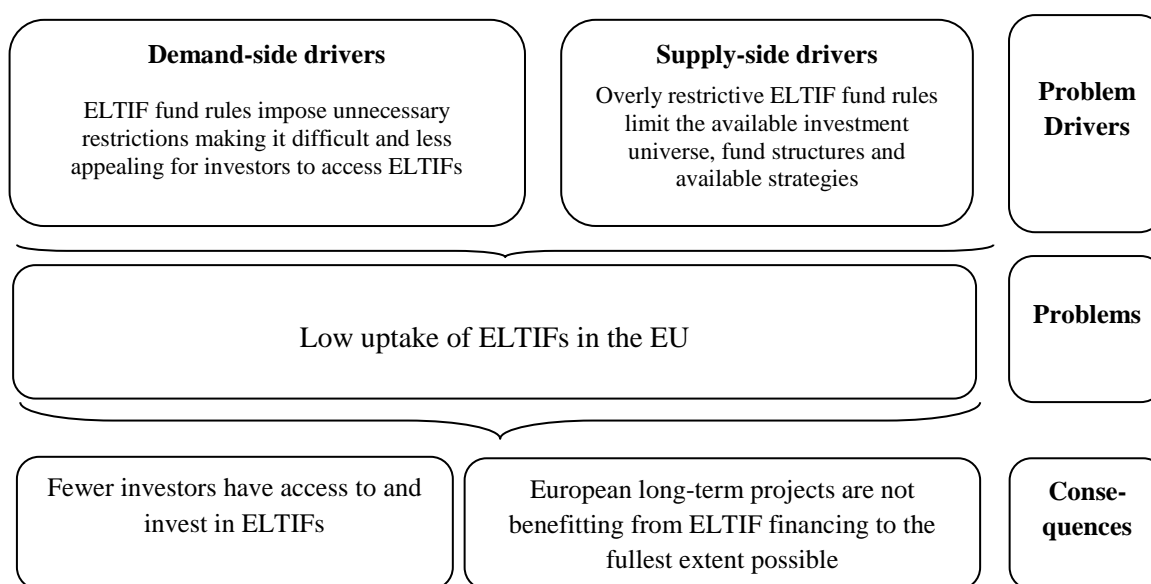 Demand-side drivers
ELTIF fund rules impose unnecessary
restrictions making it difficult and less
appealing for investors to access ELTIFs
Supply-side drivers
Overly restrictive ELTIF fund rules
limit the available investment
universe, fund structures and
available strategies
Problem
Drivers
Low uptake of ELTIFs in the EU
Problems
Fewer investors have access to and
invest in ELTIFs
European long-term projects are not
benefitting from ELTIF financing to the
fullest extent possible
Conse-
quences